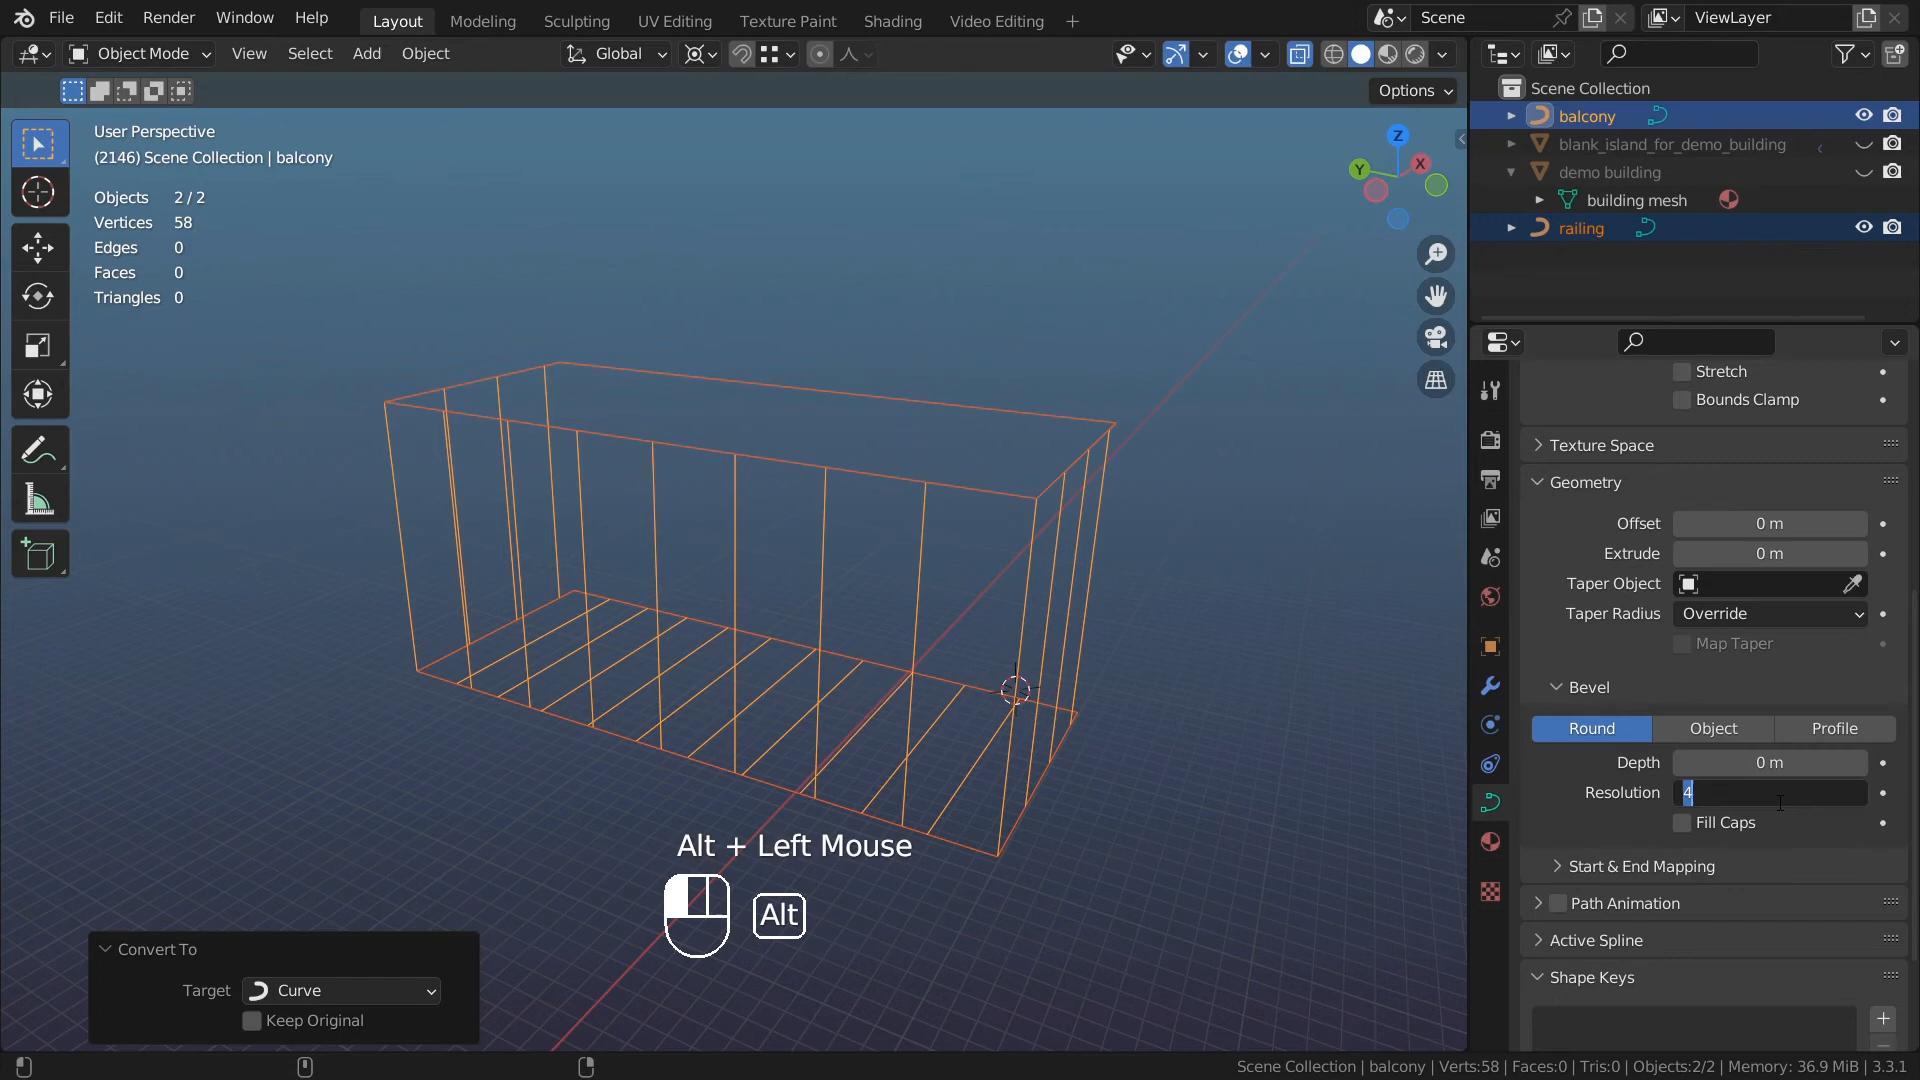 File Edit Render Window Help
Layout Modeling Sculpting UV Editing Texture Paint Shading Video Editing
Scene
ViewLayer
Object Mode View Select Add Object
Global
Options
User Perspective
(2146) Scene Collection | balcony
Objects 2 / 2
Vertices 58
Edges 0
Faces 0
Triangles 0
Z
Y
X
Scene Collection
balcony
blank_island_for_demo_building
demo building
building mesh
railing
Stretch
Bounds Clamp
Texture Space
Geometry
Offset 0 m
Extrude 0 m
Taper Object
Taper Radius Override
Map Taper
Bevel
Round Object Profile
Depth 0 m
Resolution 4
Fill Caps
Start & End Mapping
Path Animation
Active Spline
Shape Keys
Alt + Left Mouse
Alt
Convert To
Target Curve
Keep Original
Scene Collection | balcony | Verts:58 | Faces:0 | Tris:0 | Objects:2/2 | Memory: 36.9 MiB | 3.3.1